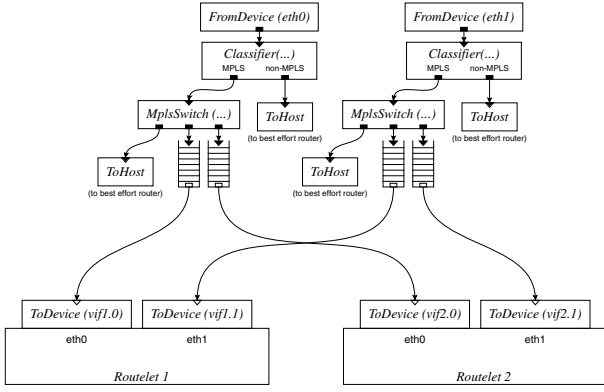 FromDevice (eth0)
FromDevice (eth1)
Classifier(...)
MPLS non-MPLS
Classifier(...)
MPLS non-MPLS
MplsSwitch (...)
ToHost
(to best effort router)
MplsSwitch (...)
ToHost
(to best effort router)
ToHost
(to best effort router)
ToHost
(to best effort router)
ToDevice (vif1.0)
ToDevice (vif1.1)
ToDevice (vif2.0)
ToDevice (vif2.1)
eth0
eth1
eth0
eth1
Routelet 1
Routelet 2